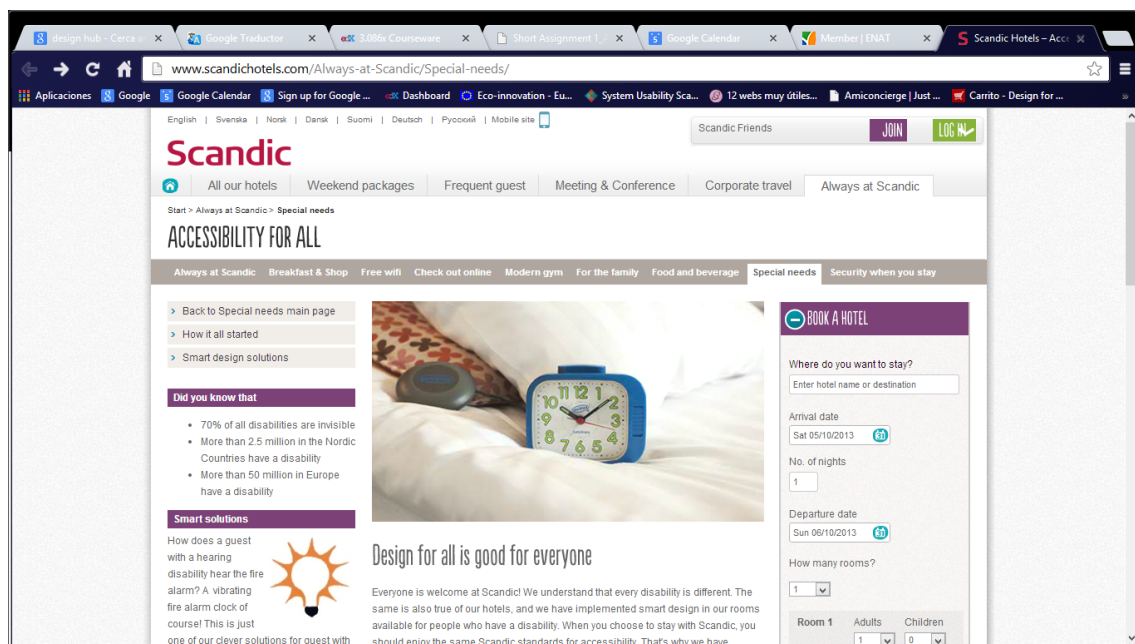 design hub - Cerca a
Google Traductor
3.086x Courseware
Short Assignment 1_
Google Calendar
Member | ENAT
Scandic Hotels – Acce
www.scandichotels.com/Always-at-Scandic/Special-needs/
Aplicaciones Google Google Calendar Sign up for Google ... Dashboard Eco-innovation - Eu... System Usability Sca... 12 webs muy útiles... Amiconcierge | Just ... Carrito - Design for ...
English | Svenska | Norsk | Dansk | Suomi | Deutsch | Русский | Mobile site
Scandic Friends JOIN LOG IN
Scandic
All our hotels Weekend packages Frequent guest Meeting & Conference Corporate travel Always at Scandic
Start > Always at Scandic > Special needs
ACCESSIBILITY FOR ALL
Always at Scandic Breakfast & Shop Free wifi Check out online Modern gym For the family Food and beverage Special needs Security when you stay
> Back to Special needs main page
> How it all started
> Smart design solutions
Did you know that
• 70% of all disabilities are invisible
• More than 2.5 million in the Nordic
Countries have a disability
• More than 50 million in Europe
have a disability
Smart solutions
How does a guest
with a hearing
disability hear the fire
alarm? A vibrating
fire alarm clock of
course! This is just
one of our clever solutions for guest with
10 11 12 1
9 2
8 3
7 6 5 4
Design for all is good for everyone
Everyone is welcome at Scandic! We understand that every disability is different. The
same is also true of our hotels, and we have implemented smart design in our rooms
available for people who have a disability. When you choose to stay with Scandic, you
should enjoy the same Scandic standards for accessibility. That's why we have
BOOK A HOTEL
Where do you want to stay?
Enter hotel name or destination
Arrival date
Sat 05/10/2013
No. of nights
1
Departure date
Sun 06/10/2013
How many rooms?
1
Room 1 Adults Children
1 0